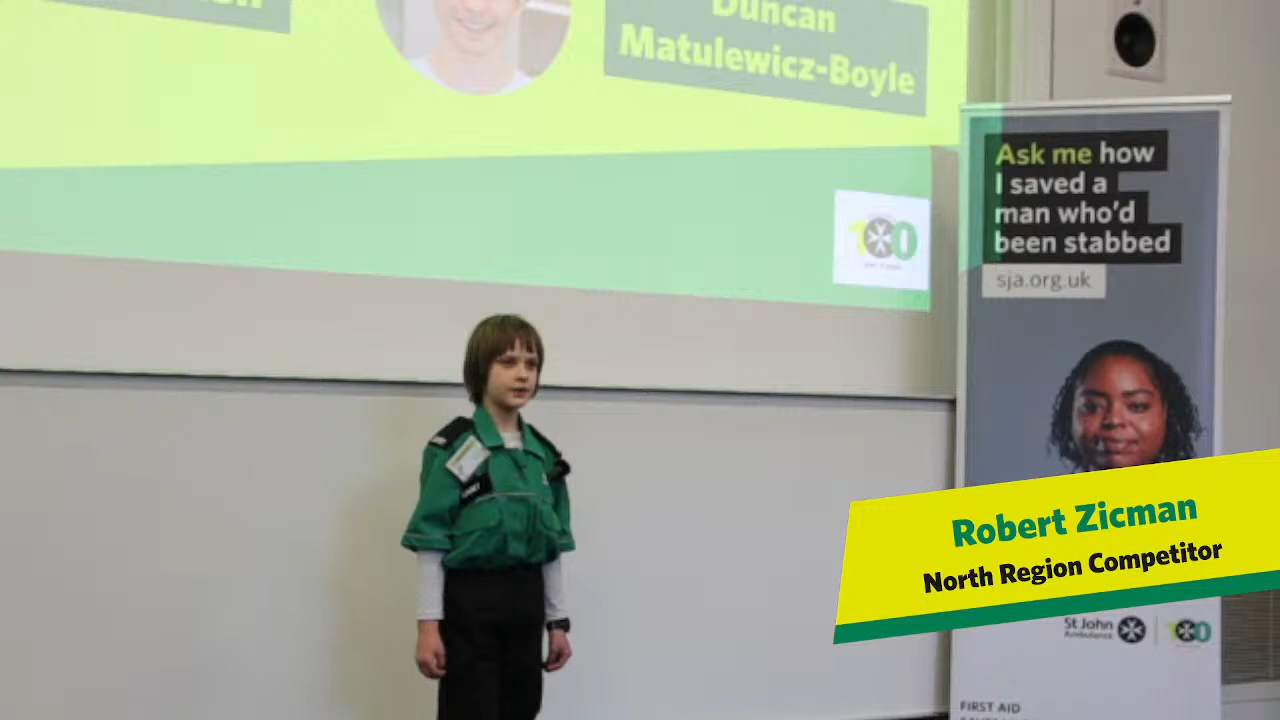 Duncan
Matulewicz-Boyle
Ask me how
I saved a
man who'd
been stabbed
sja.org.uk
Robert Zicman
North Region Competitor
St John
Ambulance
100
FIRST AID